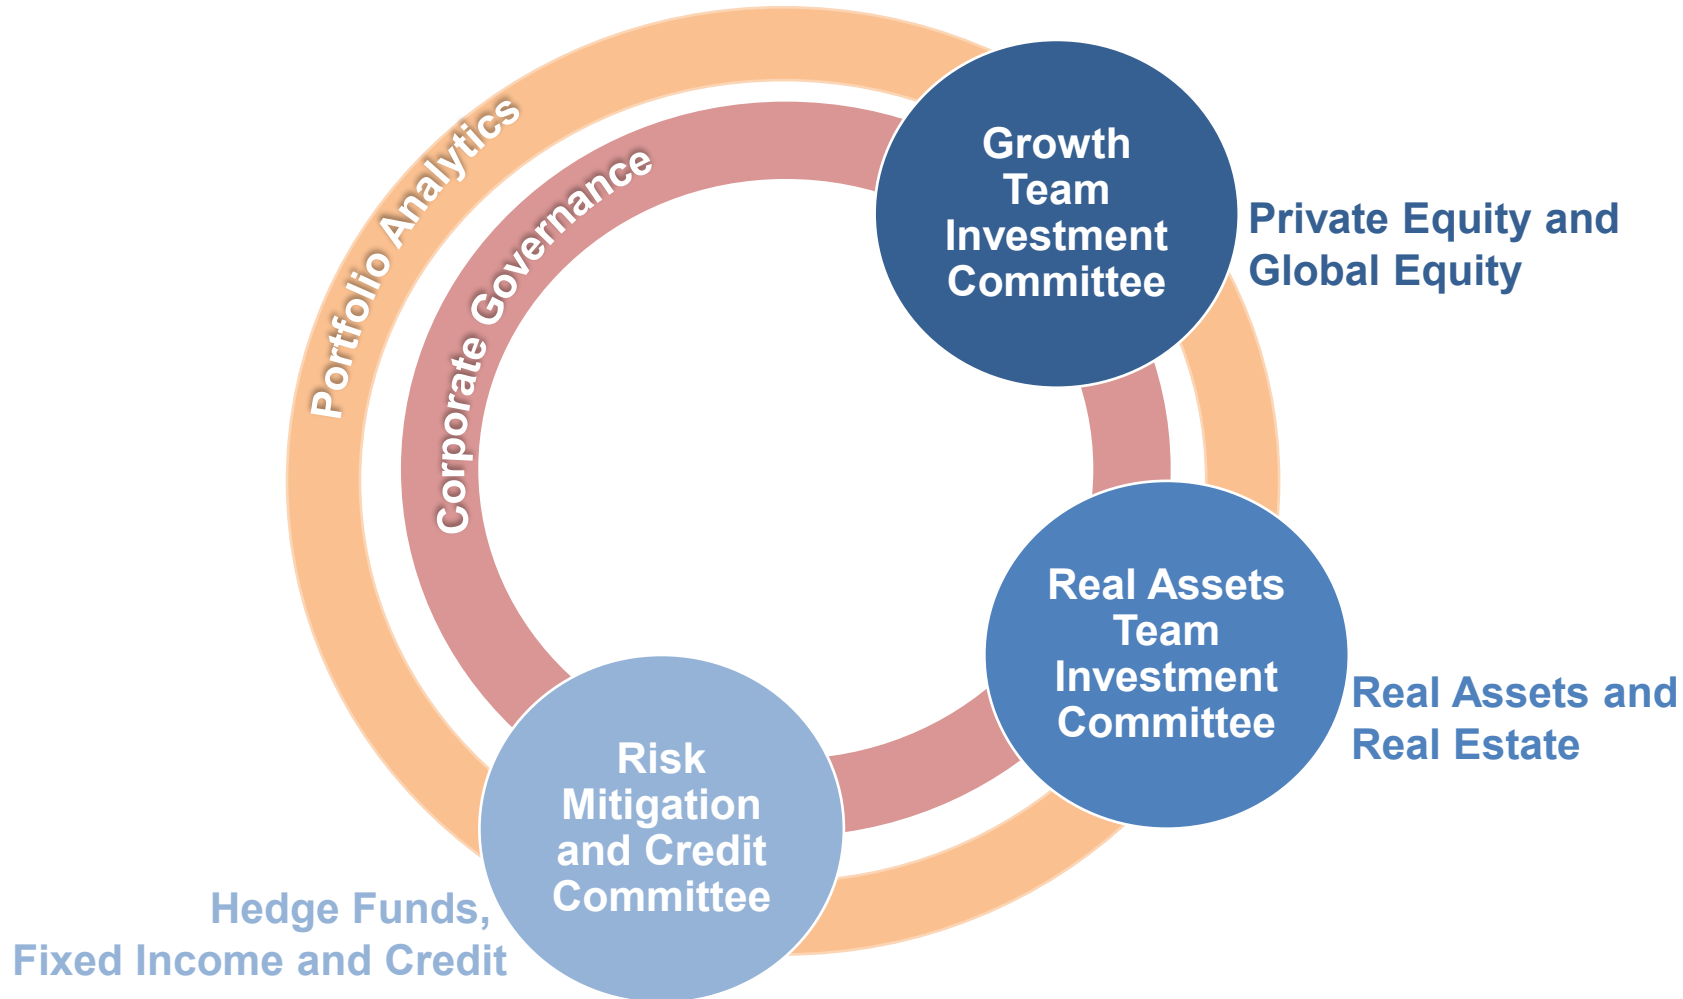 Portfolio Analytics
Corporate Governance
Growth
Team
Investment
Committee
Private Equity and
Global Equity
Real Assets
Team
Investment
Committee
Real Assets and
Real Estate
Risk
Mitigation
and Credit
Committee
Hedge Funds,
Fixed Income and Credit